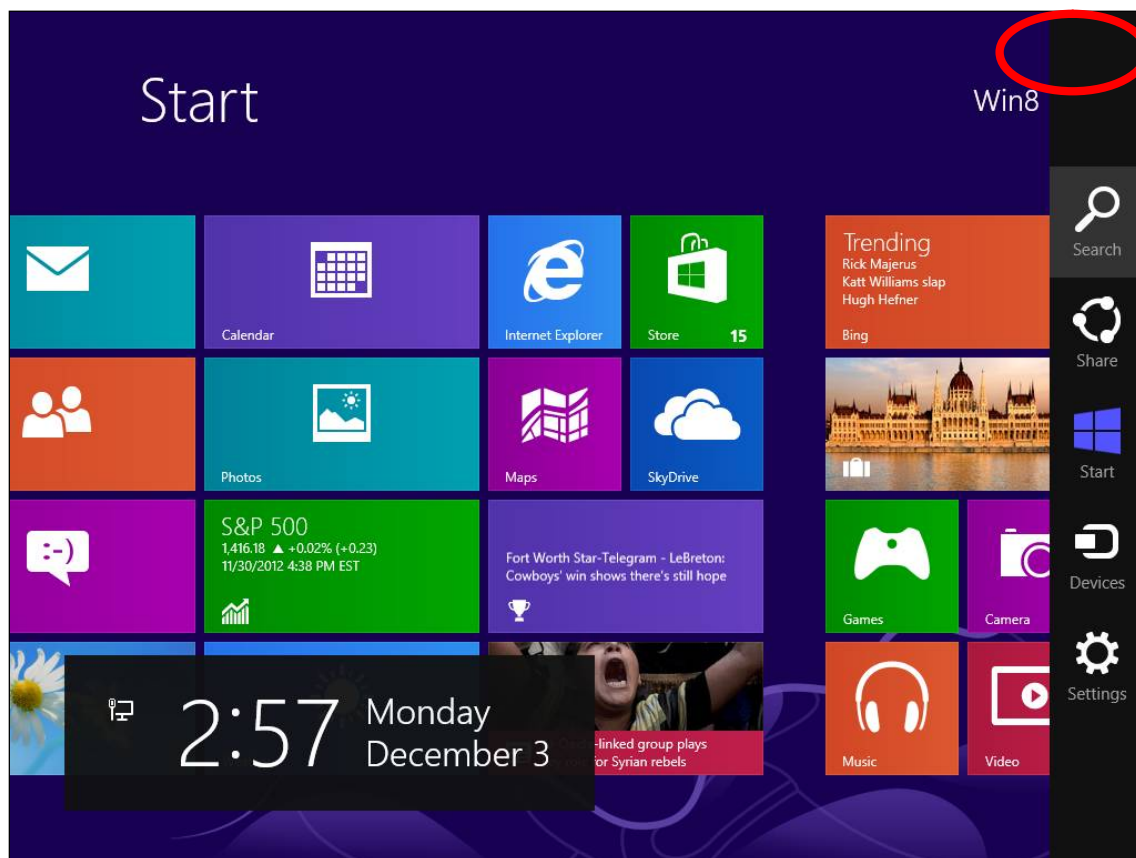 Start
Win8
Search
Share
Start
Devices
Settings
Calendar
Internet Explorer
Store
15
Trending
Rick Majerus
Katt Williams slap
Hugh Hefner
Bing
Photos
Maps
SkyDrive
S&P 500
1,416.18 ▲ +0.02% (+0.23)
11/30/2012 4:38 PM EST
Fort Worth Star-Telegram - LeBreton:
Cowboys' win shows there's still hope
Games
Camera
:-)
2:57
Monday
December 3
-linked group plays
for Syrian rebels
Music
Video